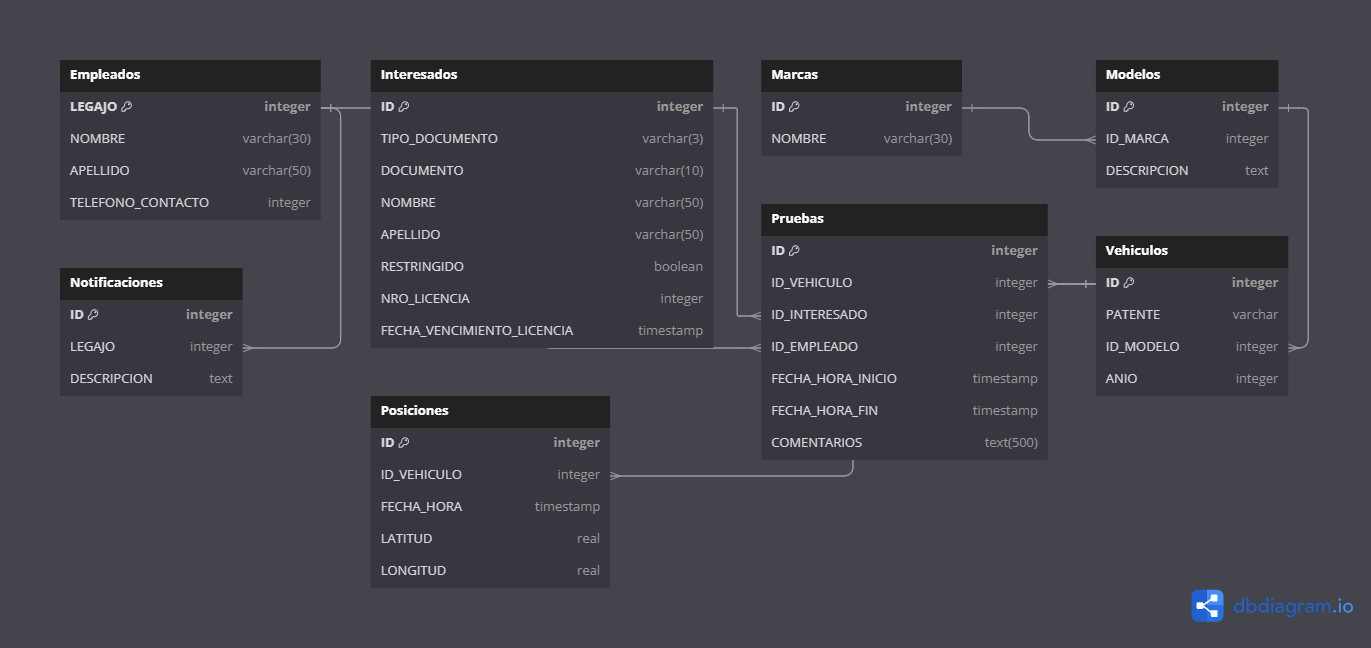 Empleados
LEGAJO integer
NOMBRE varchar(30)
APELLIDO varchar(50)
TELEFONO_CONTACTO integer
Notificaciones
ID integer
LEGAJO integer
DESCRIPCION text
Interesados
ID integer
TIPO_DOCUMENTO varchar(3)
DOCUMENTO varchar(10)
NOMBRE varchar(50)
APELLIDO varchar(50)
RESTRINGIDO boolean
NRO_LICENCIA integer
FECHA_VENCIMIENTO_LICENCIA timestamp
Posiciones
ID integer
ID_VEHICULO integer
FECHA_HORA timestamp
LATITUD real
LONGITUD real
Marcas
ID integer
NOMBRE varchar(30)
Pruebas
ID integer
ID_VEHICULO integer
ID_INTERESADO integer
ID_EMPLEADO integer
FECHA_HORA_INICIO timestamp
FECHA_HORA_FIN timestamp
COMENTARIOS text(500)
Modelos
ID integer
ID_MARCA integer
DESCRIPCION text
Vehiculos
ID integer
PATENTE varchar
ID_MODELO integer
ANIO integer
dbdiagram.io